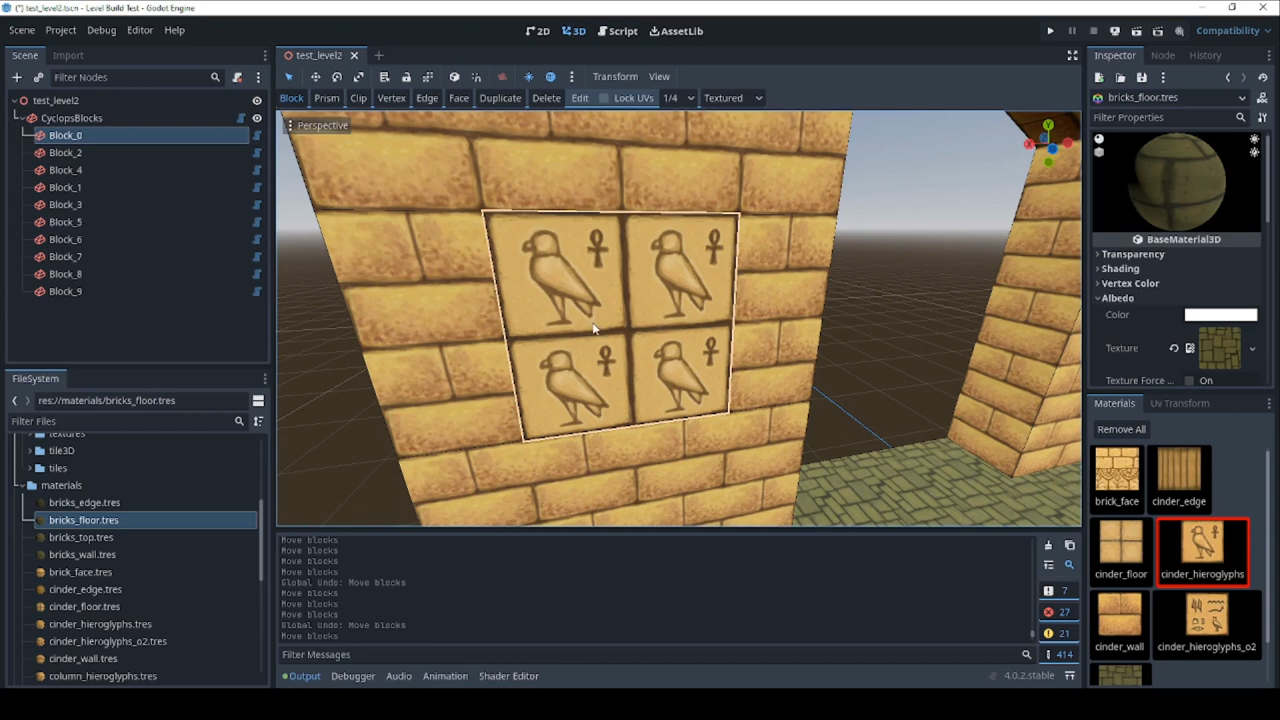 (*) test_level2.tscn - Level Build Test - Godot Engine
Scene Project Debug Editor Help
2D 3D Script AssetLib
Compatibility
Scene Import
Filter Nodes
test_level2
CyclopsBlocks
Block_0
Block_2
Block_4
Block_1
Block_3
Block_5
Block_6
Block_7
Block_8
Block_9
FileSystem
res://materials/bricks_floor.tres
Filter Files
textures
tile3D
tiles
materials
bricks_edge.tres
bricks_floor.tres
bricks_top.tres
bricks_wall.tres
brick_face.tres
cinder_edge.tres
cinder_floor.tres
cinder_hieroglyphs.tres
cinder_hieroglyphs_o2.tres
cinder_wall.tres
column_hieroglyphs.tres
test_level2
Transform View
Block Prism Clip Vertex Edge Face Duplicate Delete Edit Lock UVs 1/4 Textured
Perspective
Y
X
Move blocks
Move blocks
Move blocks
Move blocks
Global Undo: Move blocks
Move blocks
Move blocks
Move blocks
Global Undo: Move blocks
Move blocks
7
27
21
414
Filter Messages
Output Debugger Audio Animation Shader Editor
4.0.2.stable
Inspector Node History
bricks_floor.tres
Filter Properties
BaseMaterial3D
Transparency
Shading
Vertex Color
Albedo
Color
Texture
Texture Force ... On
Materials Uv Transform
Remove All
brick_face cinder_edge
cinder_floor cinder_hieroglyphs
cinder_wall cinder_hieroglyphs_o2